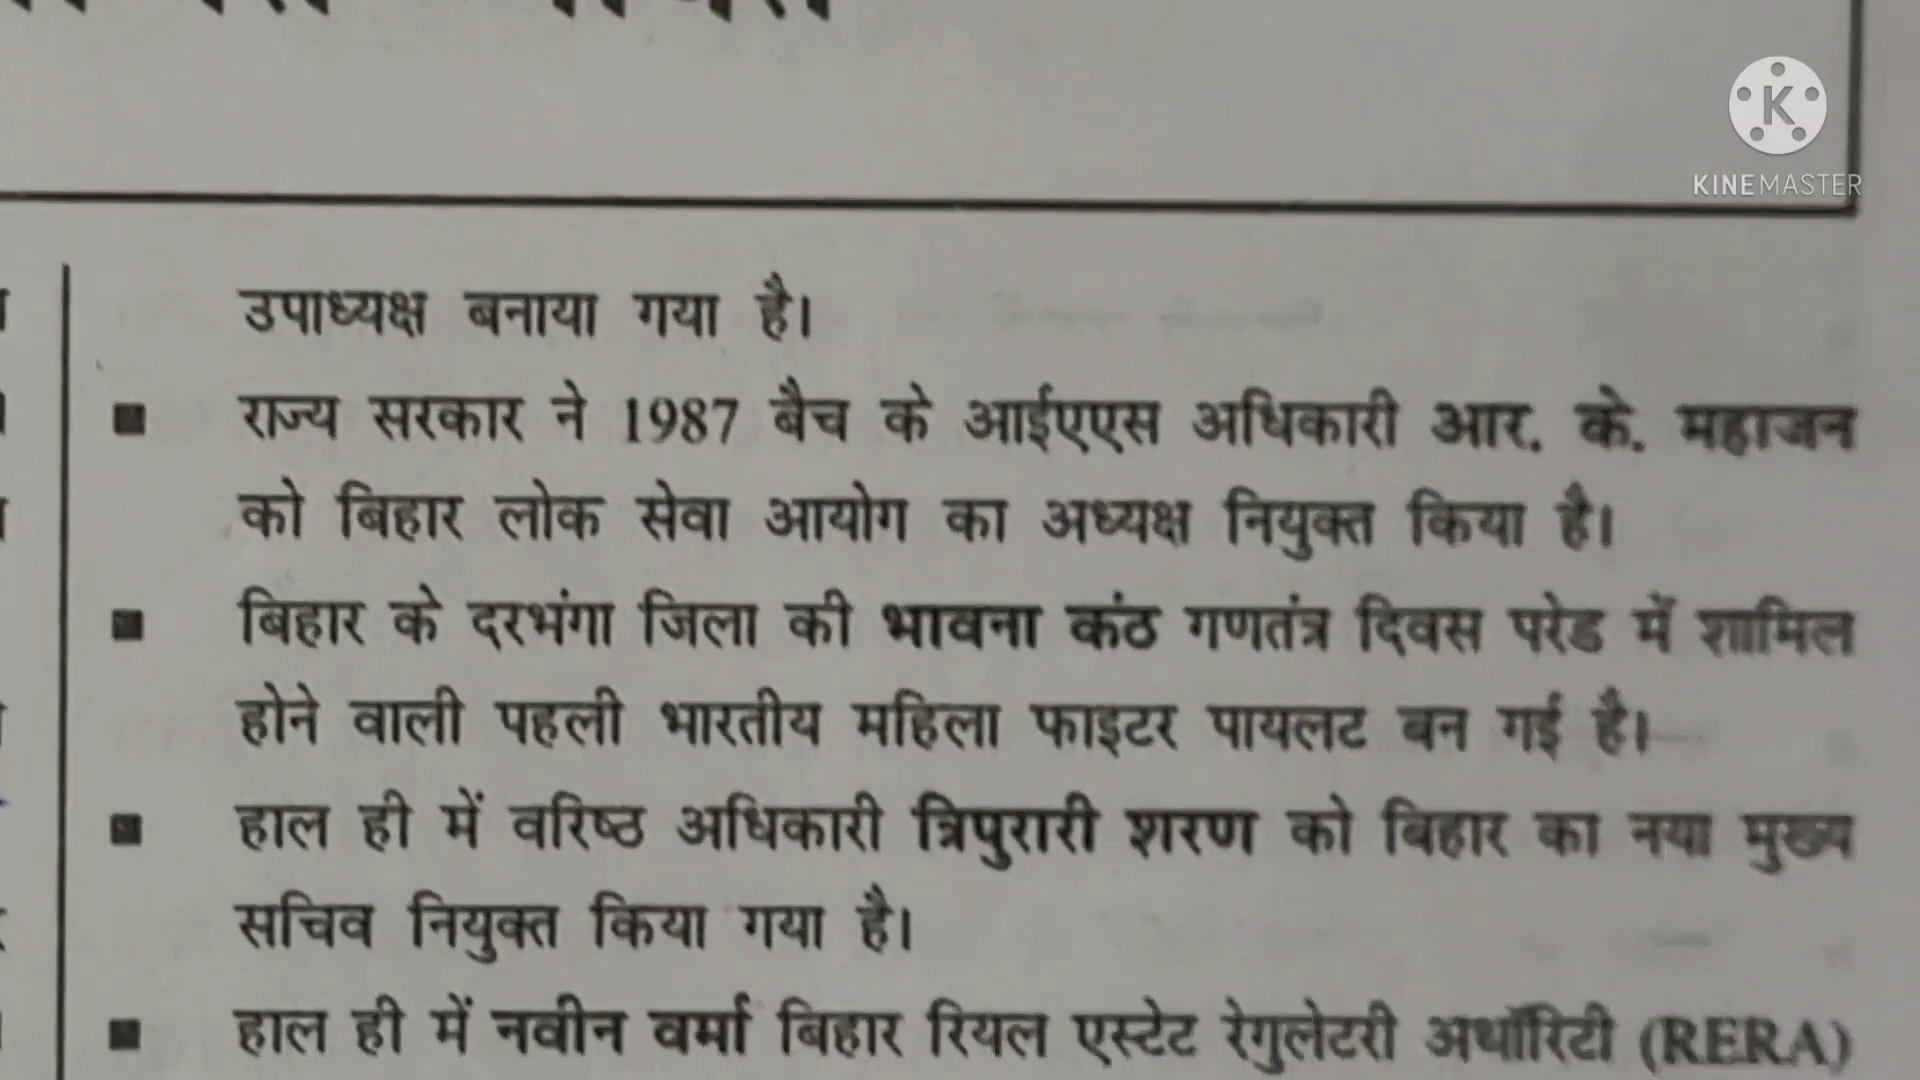 KINEMASTER
उपाध्यक्ष बनाया गया है।
■ राज्य सरकार ने 1987 बैच के आईएएस अधिकारी आर. के. महाजन
को बिहार लोक सेवा आयोग का अध्यक्ष नियुक्त किया है।
■ बिहार के दरभंगा जिला की भावना कंठ गणतंत्र दिवस परेड में शामिल
होने वाली पहली भारतीय महिला फाइटर पायलट बन गई है।
■ हाल ही में वरिष्ठ अधिकारी त्रिपुरारी शरण को बिहार का नया मुख्य
सचिव नियुक्त किया गया है।
■ हाल ही में नवीन वर्मा बिहार रियल एस्टेट रेगुलेटरी अथॉरिटी (RERA)